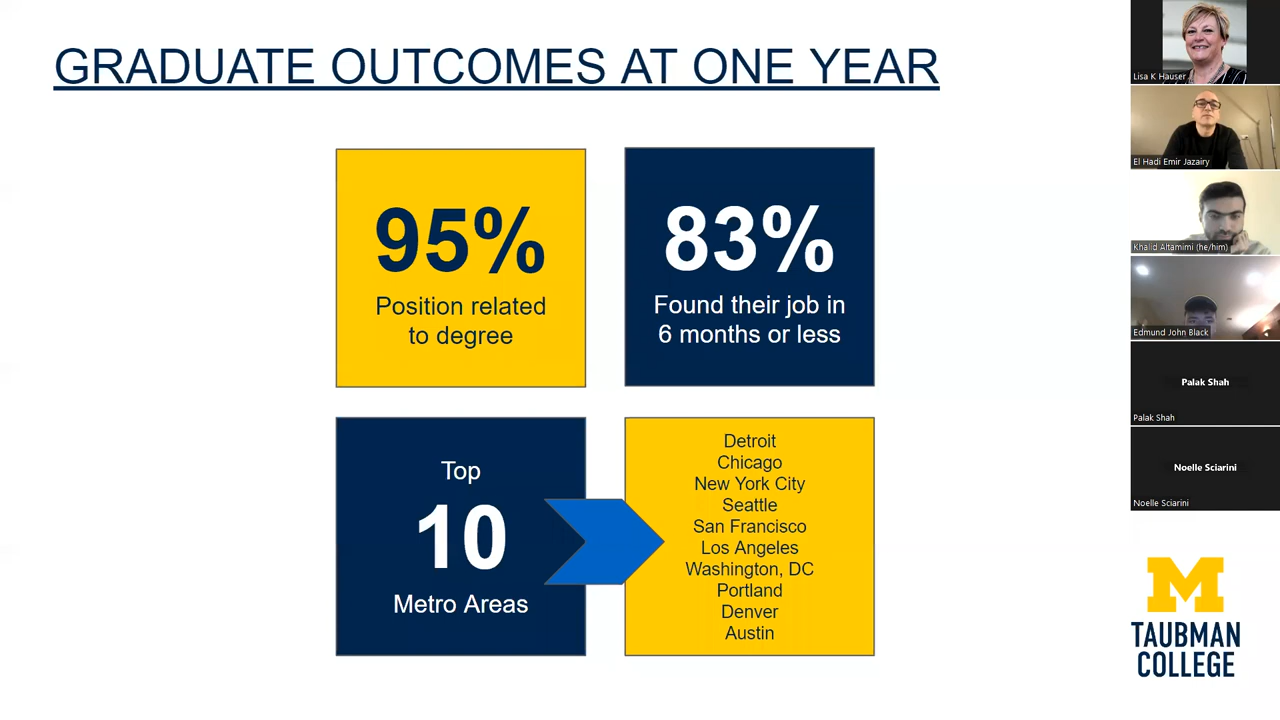 GRADUATE OUTCOMES AT ONE YEAR
95%
Position related
to degree
83%
Found their job in
6 months or less
Top
10
Metro Areas
Detroit
Chicago
New York City
Seattle
San Francisco
Los Angeles
Washington, DC
Portland
Denver
Austin
Lisa K Hauser
El Hadi Emir Jazairy
Khalid Altamimi (he/him)
Edmund John Black
Palak Shah
Palak Shah
Noelle Sciarini
Noelle Sciarini
M
TAUBMAN
COLLEGE